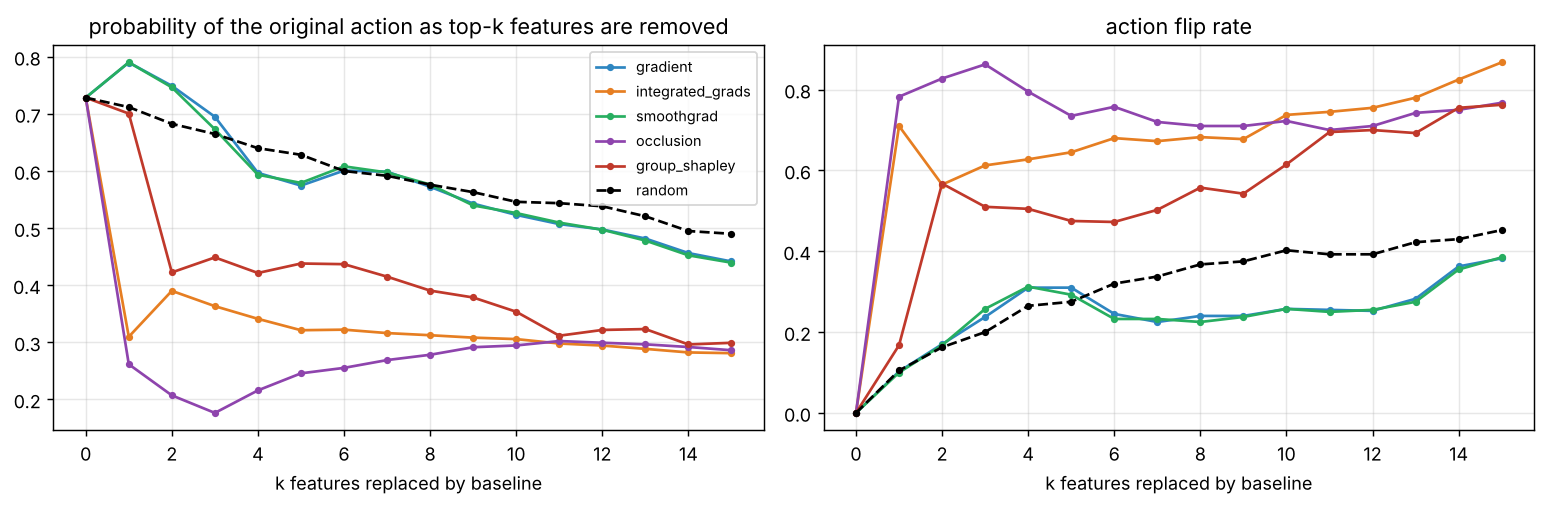 probability of the original action as top-k features are removed
0.8
0.7
0.6
0.5
0.4
0.3
0.2
0 2 4 6 8 10 12 14
k features replaced by baseline
gradient
integrated_grads
smoothgrad
occlusion
group_shapley
random
action flip rate
0.8
0.6
0.4
0.2
0.0
0 2 4 6 8 10 12 14
k features replaced by baseline